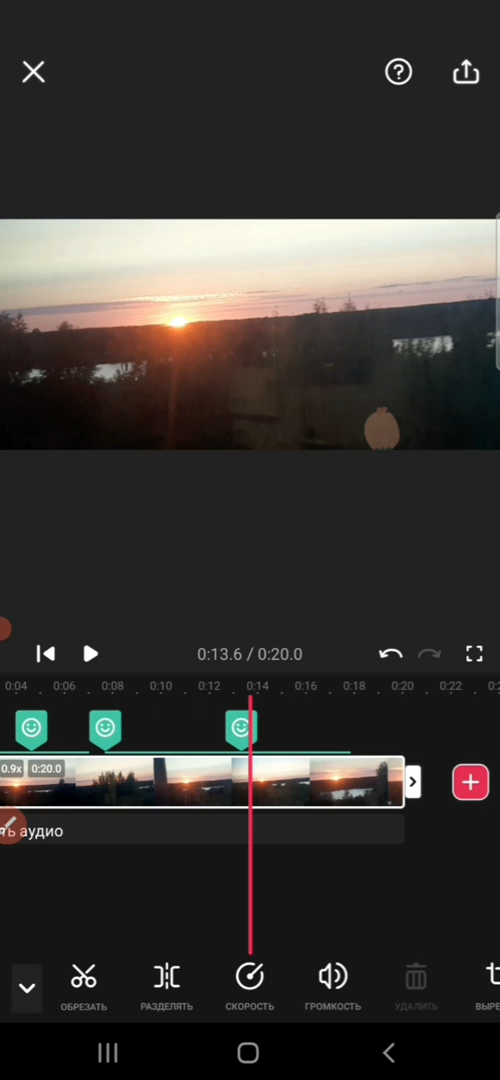 0:13.6 / 0:20.0
0:04 0:06 0:08 0:10 0:12 0:14 0:16 0:18 0:20 0:22
0.9x 0:20.0
ть аудио
ОБРЕЗАТЬ РАЗДЕЛЯТЬ СКОРОСТЬ ГРОМКОСТЬ УДАЛИТЬ ВЫРЕ